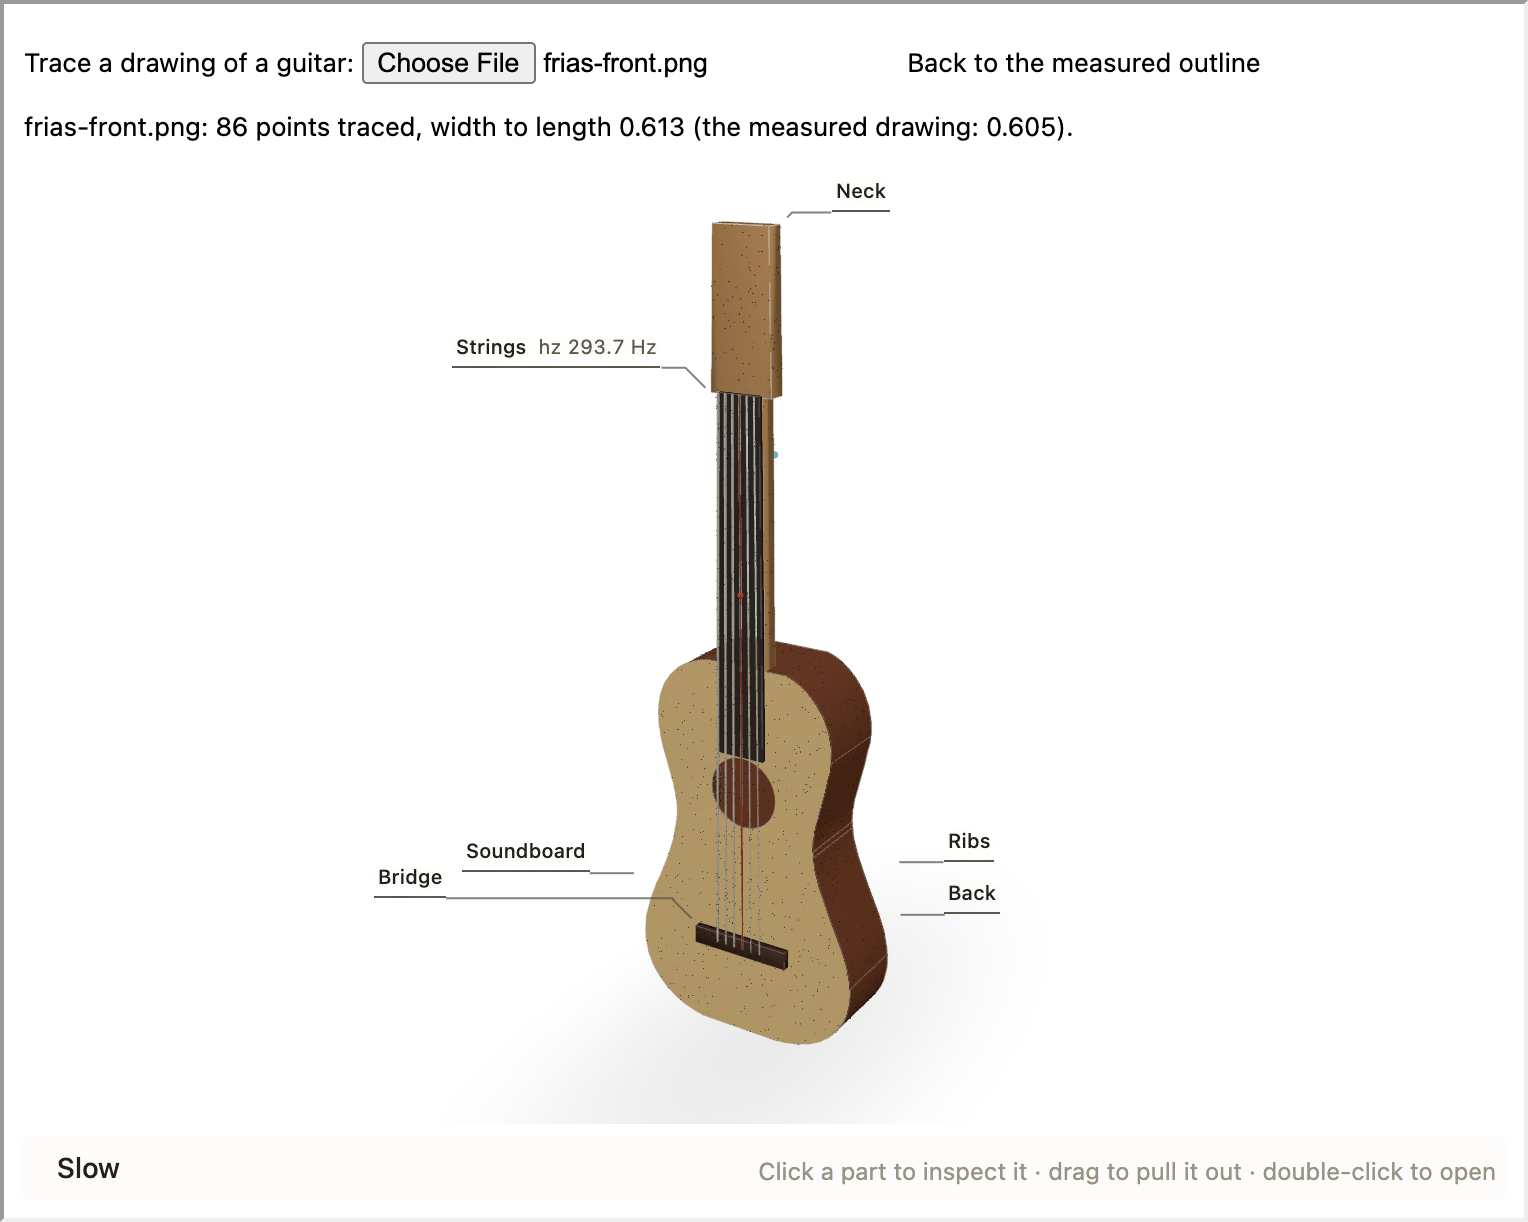 Trace a drawing of a guitar: Choose File frias-front.png Back to the measured outline
frias-front.png: 86 points traced, width to length 0.613 (the measured drawing: 0.605).
Neck
Strings hz 293.7 Hz
Ribs
Soundboard
Bridge
Back
Slow Click a part to inspect it · drag to pull it out · double-click to open